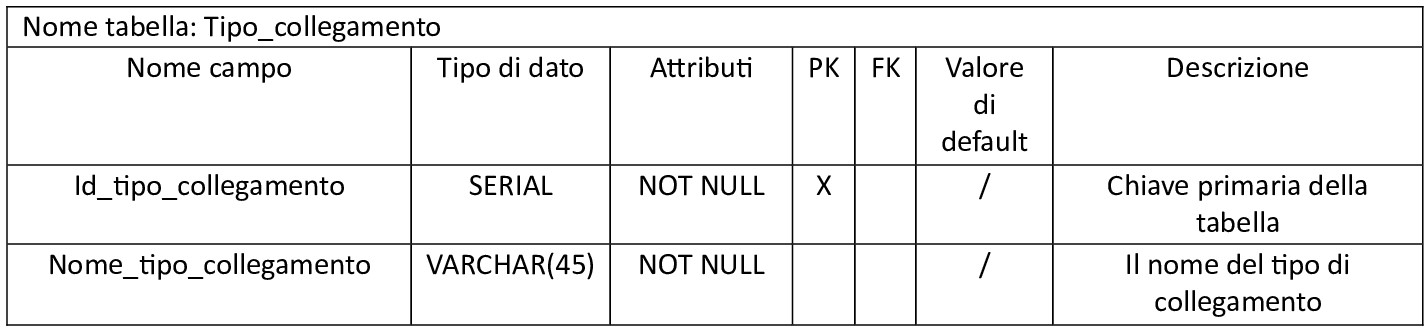 Nome tabella: Tipo_collegamento
Nome campo Tipo di dato Attributi PK FK Valore di default Descrizione
Id_tipo_collegamento SERIAL NOT NULL X / Chiave primaria della tabella
Nome_tipo_collegamento VARCHAR(45) NOT NULL / Il nome del tipo di collegamento